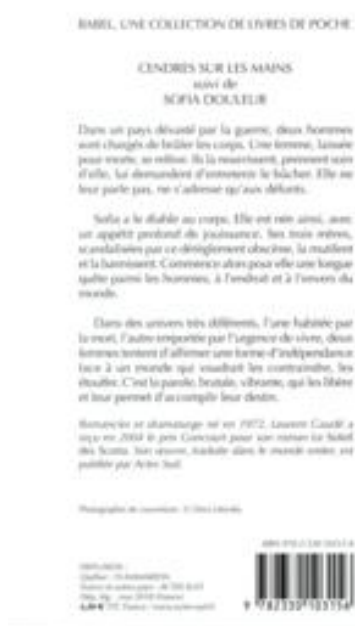 BABEL, UNE COLLECTION DE LIVRES DE POCHE
CENDRES SUR LES MAINS
suivi de
SOFIA DOULEUR
Dans un pays dévasté par la guerre, deux hommes
sont chargés de brûler les corps. Une femme, laissée
pour morte, se relève. Ils la nourrissent, prennent soin
d'elle, lui demandent d'entretenir le bûcher. Elle ne
leur parle pas, ne s'adresse qu'aux défunts.
Sofia a le diable au corps. Elle est née ainsi, avec
un appétit profond de jouissance. Ses trois mères,
scandalisées par ce dérèglement obscène, la mutilent
et la bannissent. Commence alors pour elle une longue
quête parmi les hommes, à l'endroit et à l'envers du
monde.
Dans des univers très différents, l'une habitée par
la mort, l'autre emportée par l'urgence de vivre, deux
femmes tentent d'affirmer une forme d'indépendance
face à un monde qui voudrait les contraindre, les
étouffer. C'est la parole, brutale, vibrante, qui les libère
et leur permet d'accomplir leur destin.
Romancier et dramaturge né en 1972, Laurent Gaudé a
reçu en 2004 le prix Goncourt pour son roman Le Soleil
des Scorta. Son œuvre, traduite dans le monde entier, est
publiée par Actes Sud.
Photographie de couverture : ©